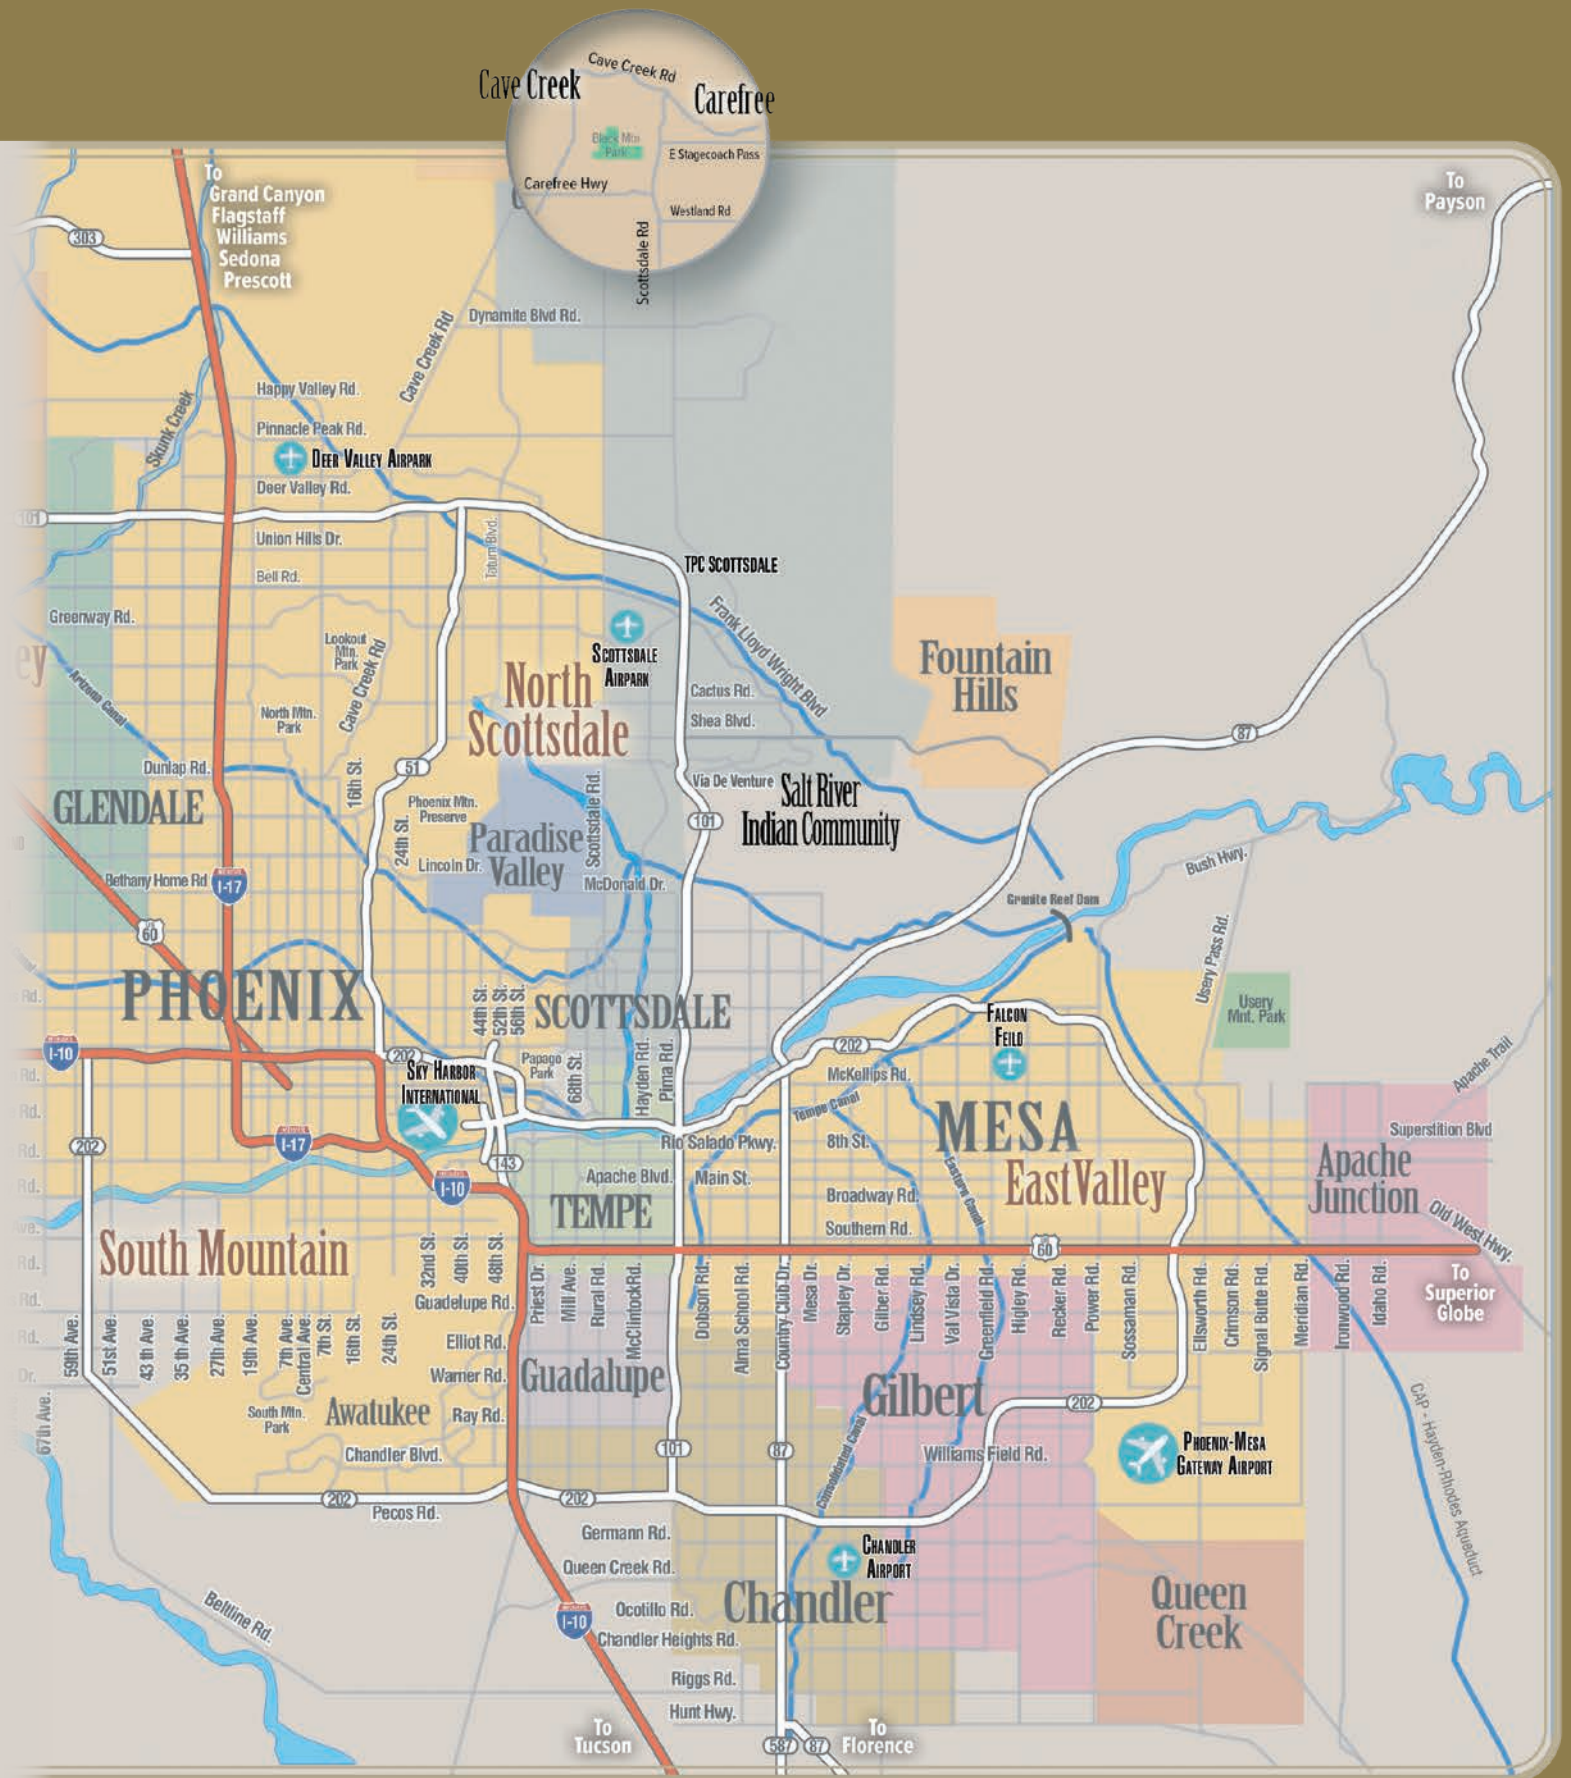 Cave Creek
Cave Creek Rd
Carefree
Black Mtn
Park
E Stagecoach Pass
Carefree Hwy
Westland Rd
Scottsdale Rd
To
Grand Canyon
Flagstaff
Williams
Sedona
Prescott
To
Payson
303
Dynamite Blvd Rd.
Cave Creek Rd
Happy Valley Rd.
Skunk Creek
Pinnacle Peak Rd.
DEER VALLEY AIRPARK
Deer Valley Rd.
101
Union Hills Dr.
Tatum Blvd.
TPC SCOTTSDALE
Bell Rd.
Greenway Rd.
Frank Lloyd Wright Blvd
Lookout
Mtn.
Park
Cave Creek Rd
SCOTTSDALE
AIRPARK
Fountain
Hills
ey
Arizona Canal
North
Scottsdale
Cactus Rd.
Shea Blvd.
North Mtn.
Park
87
Dunlap Rd.
16th St.
51
Via De Venture
Salt River
Indian Community
GLENDALE
Phoenix Mtn.
Preserve
24th St.
Scottsdale Rd.
101
Paradise
Valley
Lincoln Dr.
McDonald Dr.
Bush Hwy.
Bethany Home Rd
I-17
Granite Reef Dam
US
60
Usery Pass Rd.
PHOENIX
Rd.
44th St.
52th St.
56th St.
SCOTTSDALE
Usery
Mnt. Park
FALCON
FEILD
I-10
202
Papago
Park
68th St.
Hayden Rd.
Pima Rd.
202
SKY HARBOR
INTERNATIONAL
McKellips Rd.
Apache Trail
Rd.
Rd.
Tempe Canal
MESA
202
I-17
Rio Salado Pkwy.
8th St.
Superstition Blvd
Rd.
143
Eastern Canal
Apache Blvd.
Main St.
East Valley
Apache
Junction
Rd.
I-10
TEMPE
Broadway Rd.
Southern Rd.
Old West Hwy.
ve.
South Mountain
Rd.
US
60
32nd St.
40th St.
48th St.
Guadelupe Rd.
Rd.
Priest Dr.
Mill Ave.
Rural Rd.
McClintock Rd.
Dobson Rd.
Alma School Rd.
Country Club Dr.
Mesa Dr.
Stapley Dr.
Gilber Rd.
Lindsey Rd.
Val Vista Dr.
Greenfield Rd.
Higley Rd.
Recker Rd.
Power Rd.
Sossaman Rd.
Ellsworth Rd.
Crimson Rd.
Signal Butte Rd.
Meridian Rd.
Ironwood Rd.
Idaho Rd.
To
Superior
Globe
59th Ave.
51st Ave.
43 th Ave.
35 th Ave.
27th Ave.
19th Ave.
7th Ave.
Central Ave.
7th St.
16th St.
24th St.
Rd.
Elliot Rd.
Dr.
Warner Rd.
Guadalupe
Gilbert
67th Ave.
South Mtn.
Park
Awatukee
Ray Rd.
202
CAP - Hayden-Rhodes Aqueduct
Chandler Blvd.
101
87
Consolidated Canal
Williams Field Rd.
PHOENIX-MESA
GATEWAY AIRPORT
202
202
Pecos Rd.
Germann Rd.
CHANDLER
AIRPORT
Queen Creek Rd.
Beltline Rd.
I-10
Ocotillo Rd.
Chandler
Queen
Creek
Chandler Heights Rd.
Riggs Rd.
Hunt Hwy.
To
Tucson
587
87
To
Florence